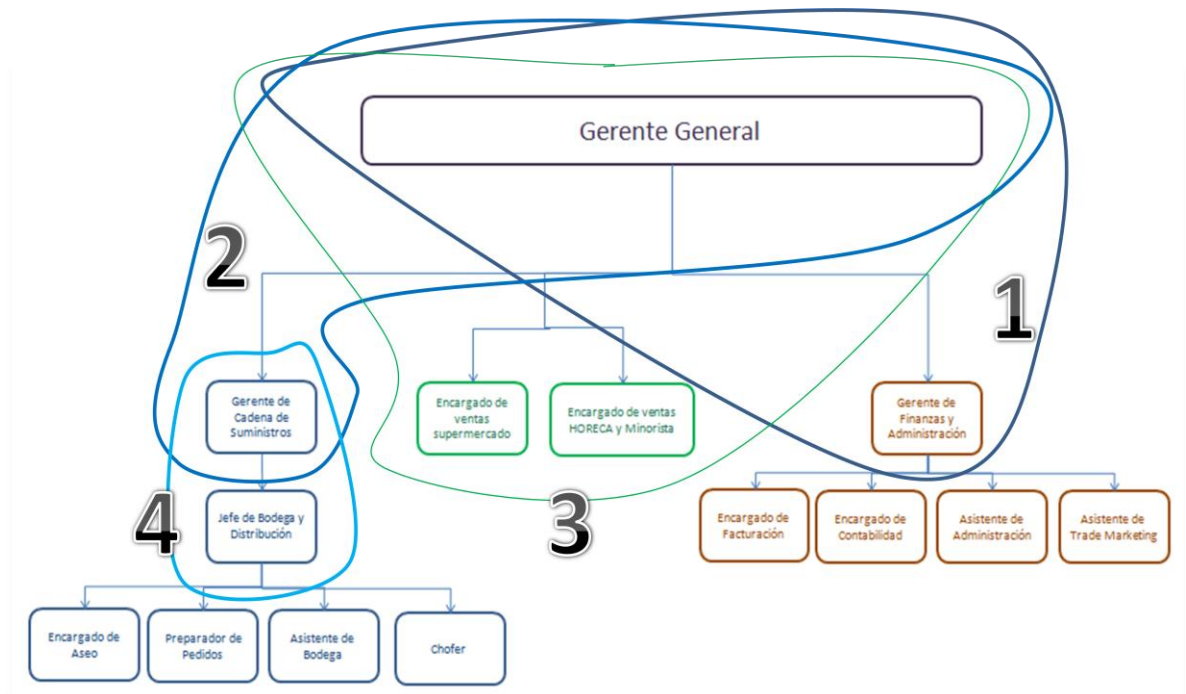 Gerente General
2
1
Gerente de
Cadena de
Suministros
Encargado de
ventas
supermercado
Encargado de ventas
HORECA y Minorista
Gerente de
Finanzas y
Administración
4
Jefe de Bodega y
Distribución
3
Encargado de
Facturación
Encargado de
Contabilidad
Asistente de
Administración
Asistente de
Trade Marketing
Encargado de
Aseo
Preparador de
Pedidos
Asistente de
Bodega
Chofer